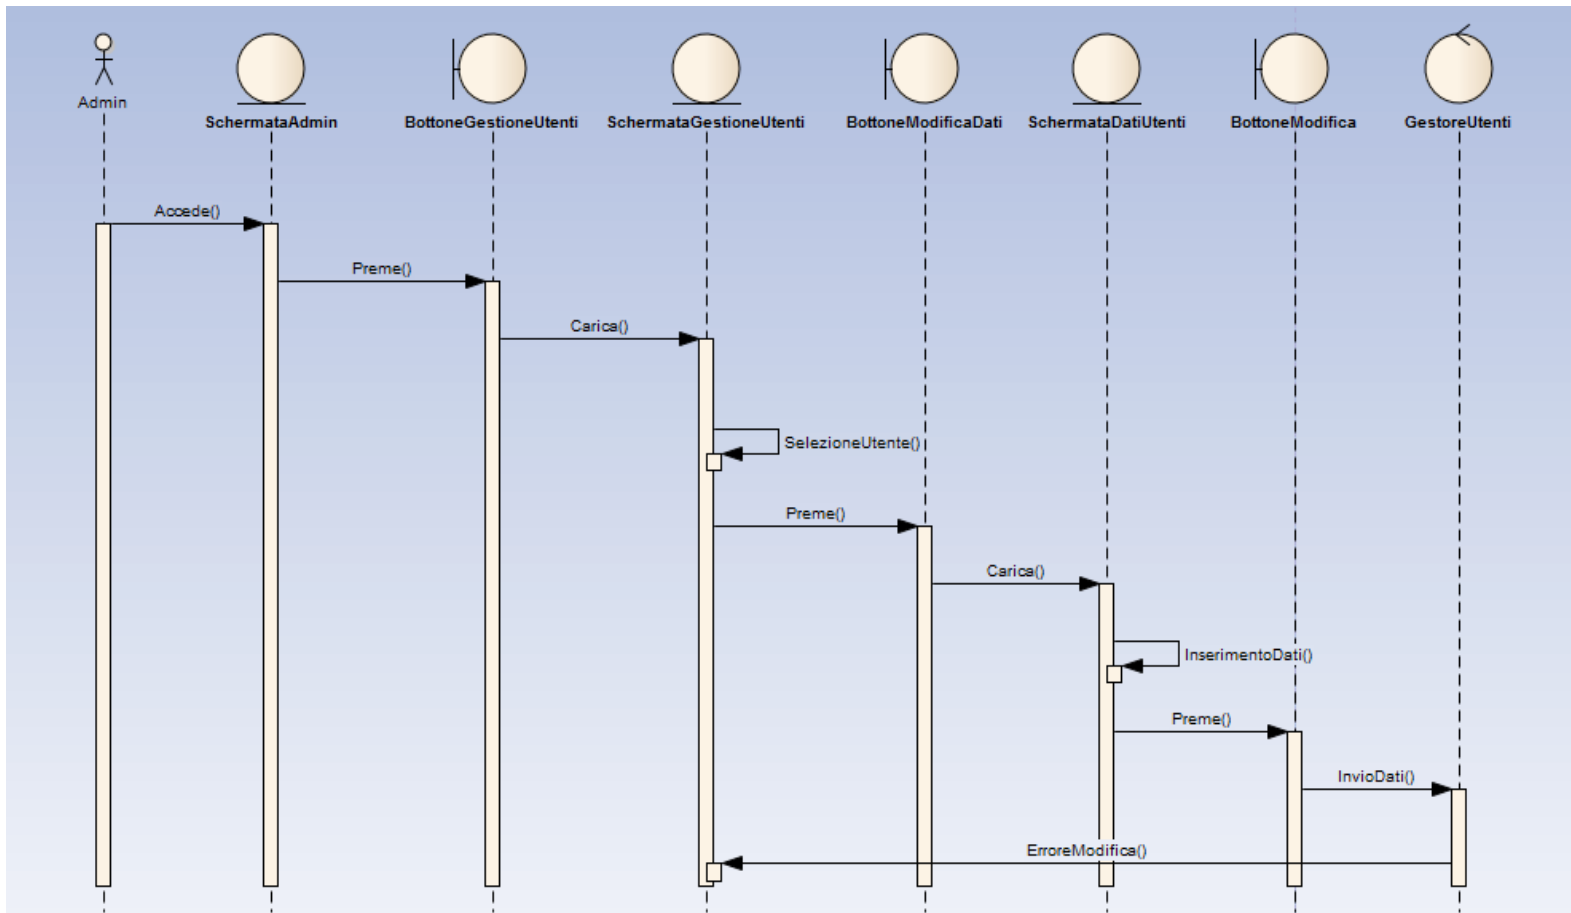 Admin
SchermataAdmin
BottoneGestioneUtenti
SchermataGestioneUtenti
BottoneModificaDati
SchermataDatiUtenti
BottoneModifica
GestoreUtenti
Accede()
Preme()
Carica()
SelezioneUtente()
Preme()
Carica()
InserimentoDati()
Preme()
InvioDati()
ErroreModifica()